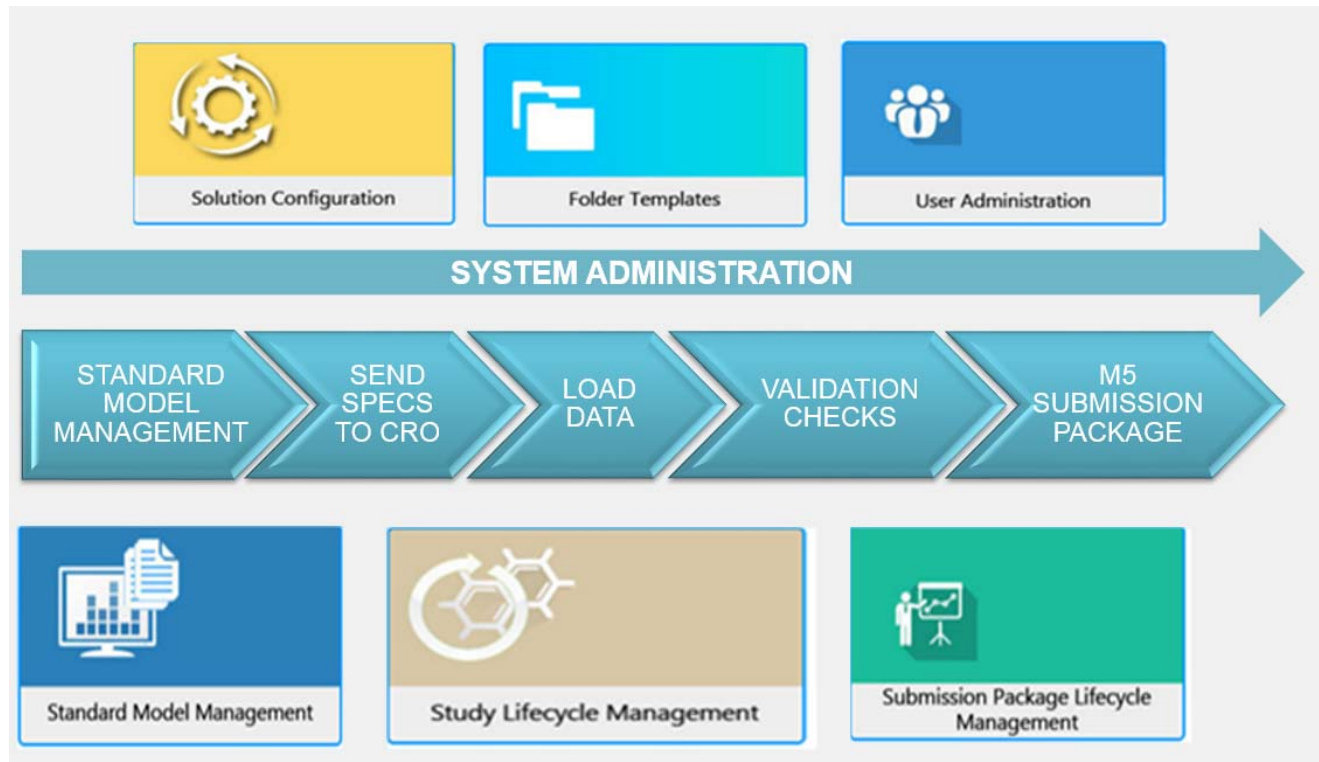 Solution Configuration
Folder Templates
User Administration
SYSTEM ADMINISTRATION
STANDARD
MODEL
MANAGEMENT
SEND
SPECS
TO CRO
LOAD
DATA
VALIDATION
CHECKS
M5
SUBMISSION
PACKAGE
Standard Model Management
Study Lifecycle Management
Submission Package Lifecycle
Management